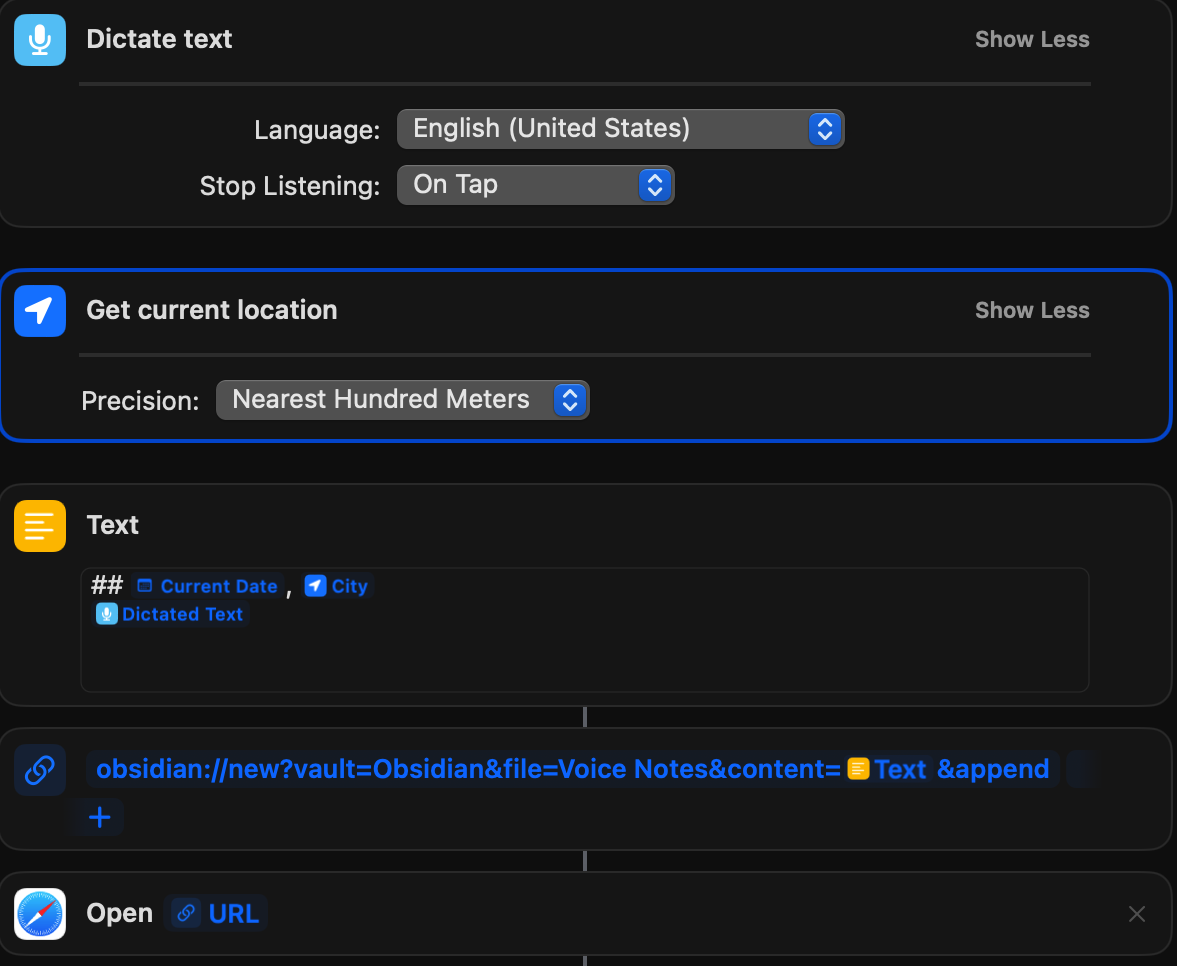 Dictate text Show Less
Language: English (United States)
Stop Listening: On Tap
Get current location Show Less
Precision: Nearest Hundred Meters
Text
## Current Date, City
Dictated Text
obsidian://new?vault=Obsidian&file=Voice Notes&content=Text &append
Open URL